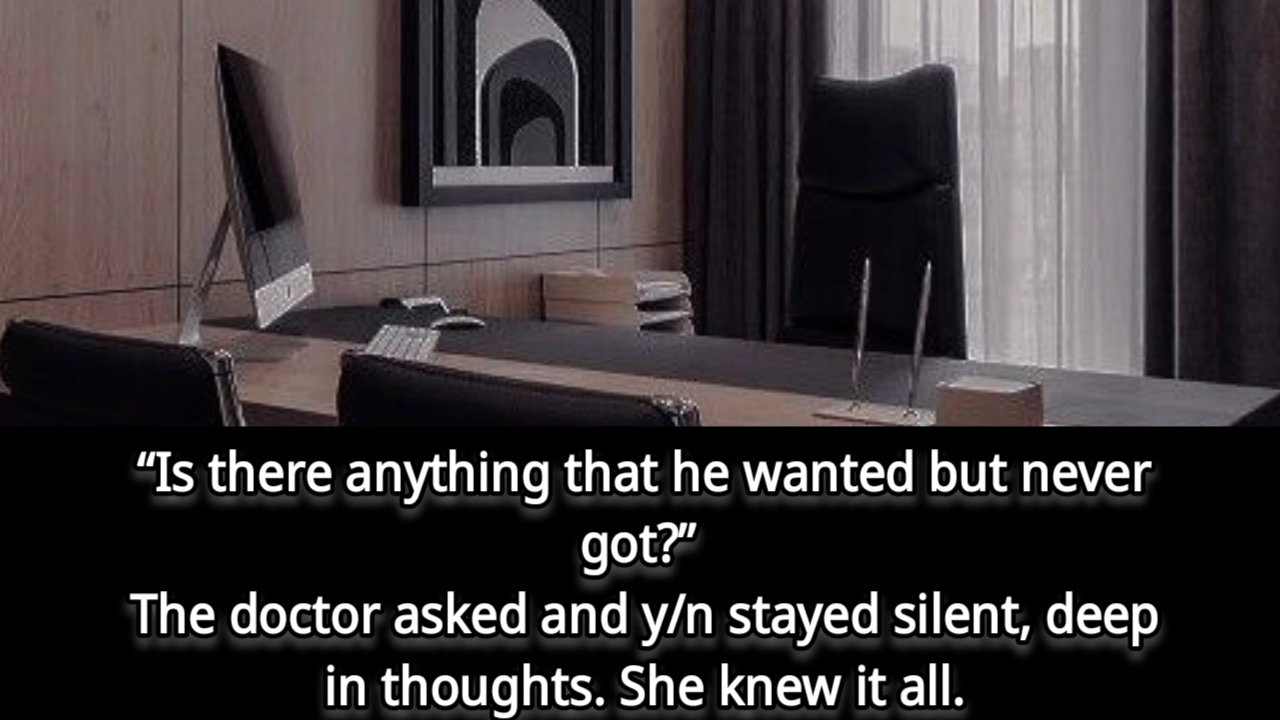 “Is there anything that he wanted but never
got?”
The doctor asked and y/n stayed silent, deep
in thoughts. She knew it all.